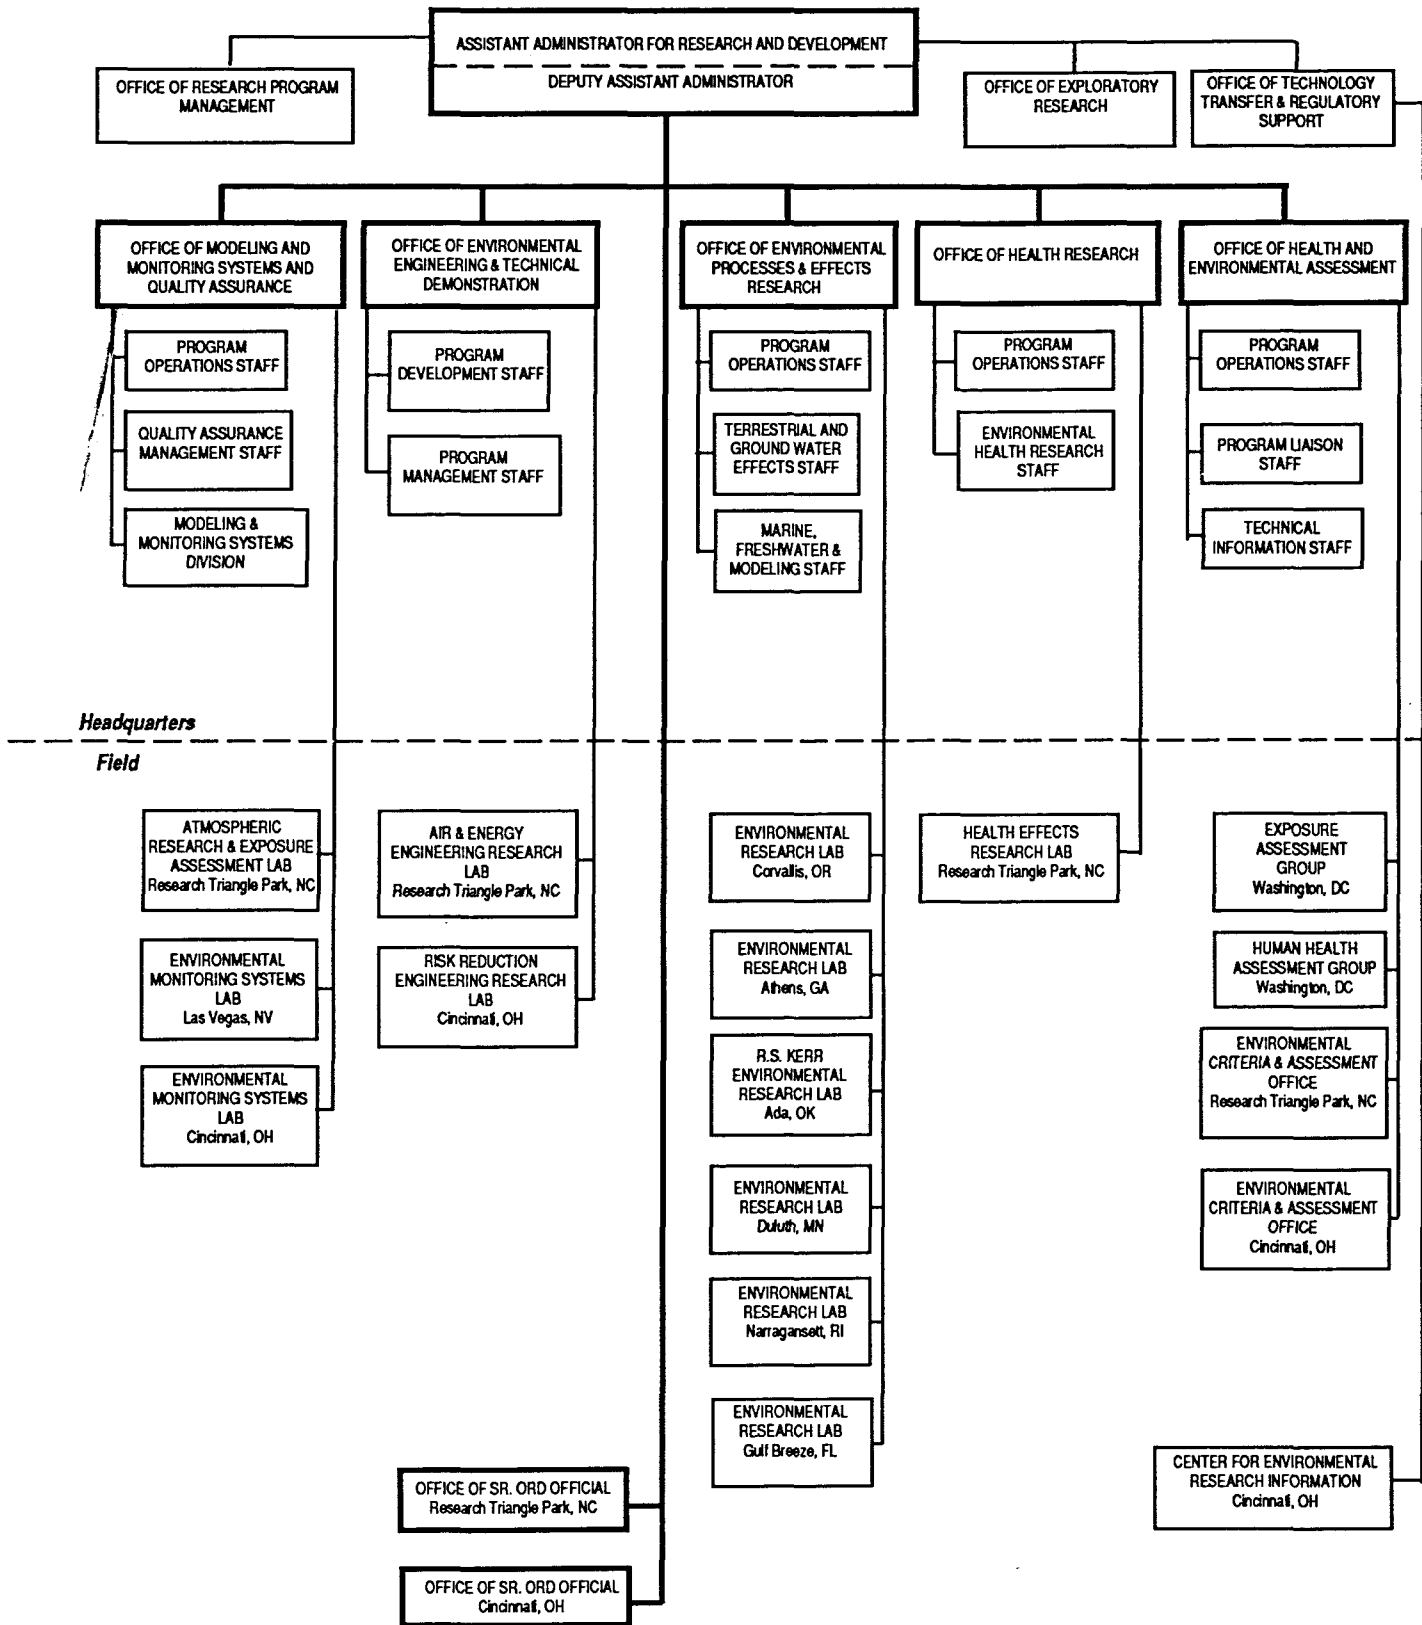 ASSISTANT ADMINISTRATOR FOR RESEARCH AND DEVELOPMENT
DEPUTY ASSISTANT ADMINISTRATOR
OFFICE OF RESEARCH PROGRAM
MANAGEMENT
OFFICE OF EXPLORATORY
RESEARCH
OFFICE OF TECHNOLOGY
TRANSFER & REGULATORY
SUPPORT
OFFICE OF MODELING AND
MONITORING SYSTEMS AND
QUALITY ASSURANCE
OFFICE OF ENVIRONMENTAL
ENGINEERING & TECHNICAL
DEMONSTRATION
OFFICE OF ENVIRONMENTAL
PROCESSES & EFFECTS
RESEARCH
OFFICE OF HEALTH RESEARCH
OFFICE OF HEALTH AND
ENVIRONMENTAL ASSESSMENT
PROGRAM
OPERATIONS STAFF
QUALITY ASSURANCE
MANAGEMENT STAFF
MODELING &
MONITORING SYSTEMS
DIVISION
PROGRAM
DEVELOPMENT STAFF
PROGRAM
MANAGEMENT STAFF
PROGRAM
OPERATIONS STAFF
TERRESTRIAL AND
GROUND WATER
EFFECTS STAFF
MARINE,
FRESHWATER &
MODELING STAFF
PROGRAM
OPERATIONS STAFF
ENVIRONMENTAL
HEALTH RESEARCH
STAFF
PROGRAM
OPERATIONS STAFF
PROGRAM LIAISON
STAFF
TECHNICAL
INFORMATION STAFF
Headquarters
Field
ATMOSPHERIC
RESEARCH & EXPOSURE
ASSESSMENT LAB
Research Triangle Park, NC
ENVIRONMENTAL
MONITORING SYSTEMS
LAB
Las Vegas, NV
ENVIRONMENTAL
MONITORING SYSTEMS
LAB
Cincinnati, OH
AIR & ENERGY
ENGINEERING RESEARCH
LAB
Research Triangle Park, NC
RISK REDUCTION
ENGINEERING RESEARCH
LAB
Cincinnati, OH
ENVIRONMENTAL
RESEARCH LAB
Corvallis, OR
ENVIRONMENTAL
RESEARCH LAB
Athens, GA
R.S. KERR
ENVIRONMENTAL
RESEARCH LAB
Ada, OK
ENVIRONMENTAL
RESEARCH LAB
Duluth, MN
ENVIRONMENTAL
RESEARCH LAB
Narragansett, RI
ENVIRONMENTAL
RESEARCH LAB
Gulf Breeze, FL
HEALTH EFFECTS
RESEARCH LAB
Research Triangle Park, NC
EXPOSURE
ASSESSMENT
GROUP
Washington, DC
HUMAN HEALTH
ASSESSMENT GROUP
Washington, DC
ENVIRONMENTAL
CRITERIA & ASSESSMENT
OFFICE
Research Triangle Park, NC
ENVIRONMENTAL
CRITERIA & ASSESSMENT
OFFICE
Cincinnati, OH
CENTER FOR ENVIRONMENTAL
RESEARCH INFORMATION
Cincinnati, OH
OFFICE OF SR. ORD OFFICIAL
Research Triangle Park, NC
OFFICE OF SR. ORD OFFICIAL
Cincinnati, OH